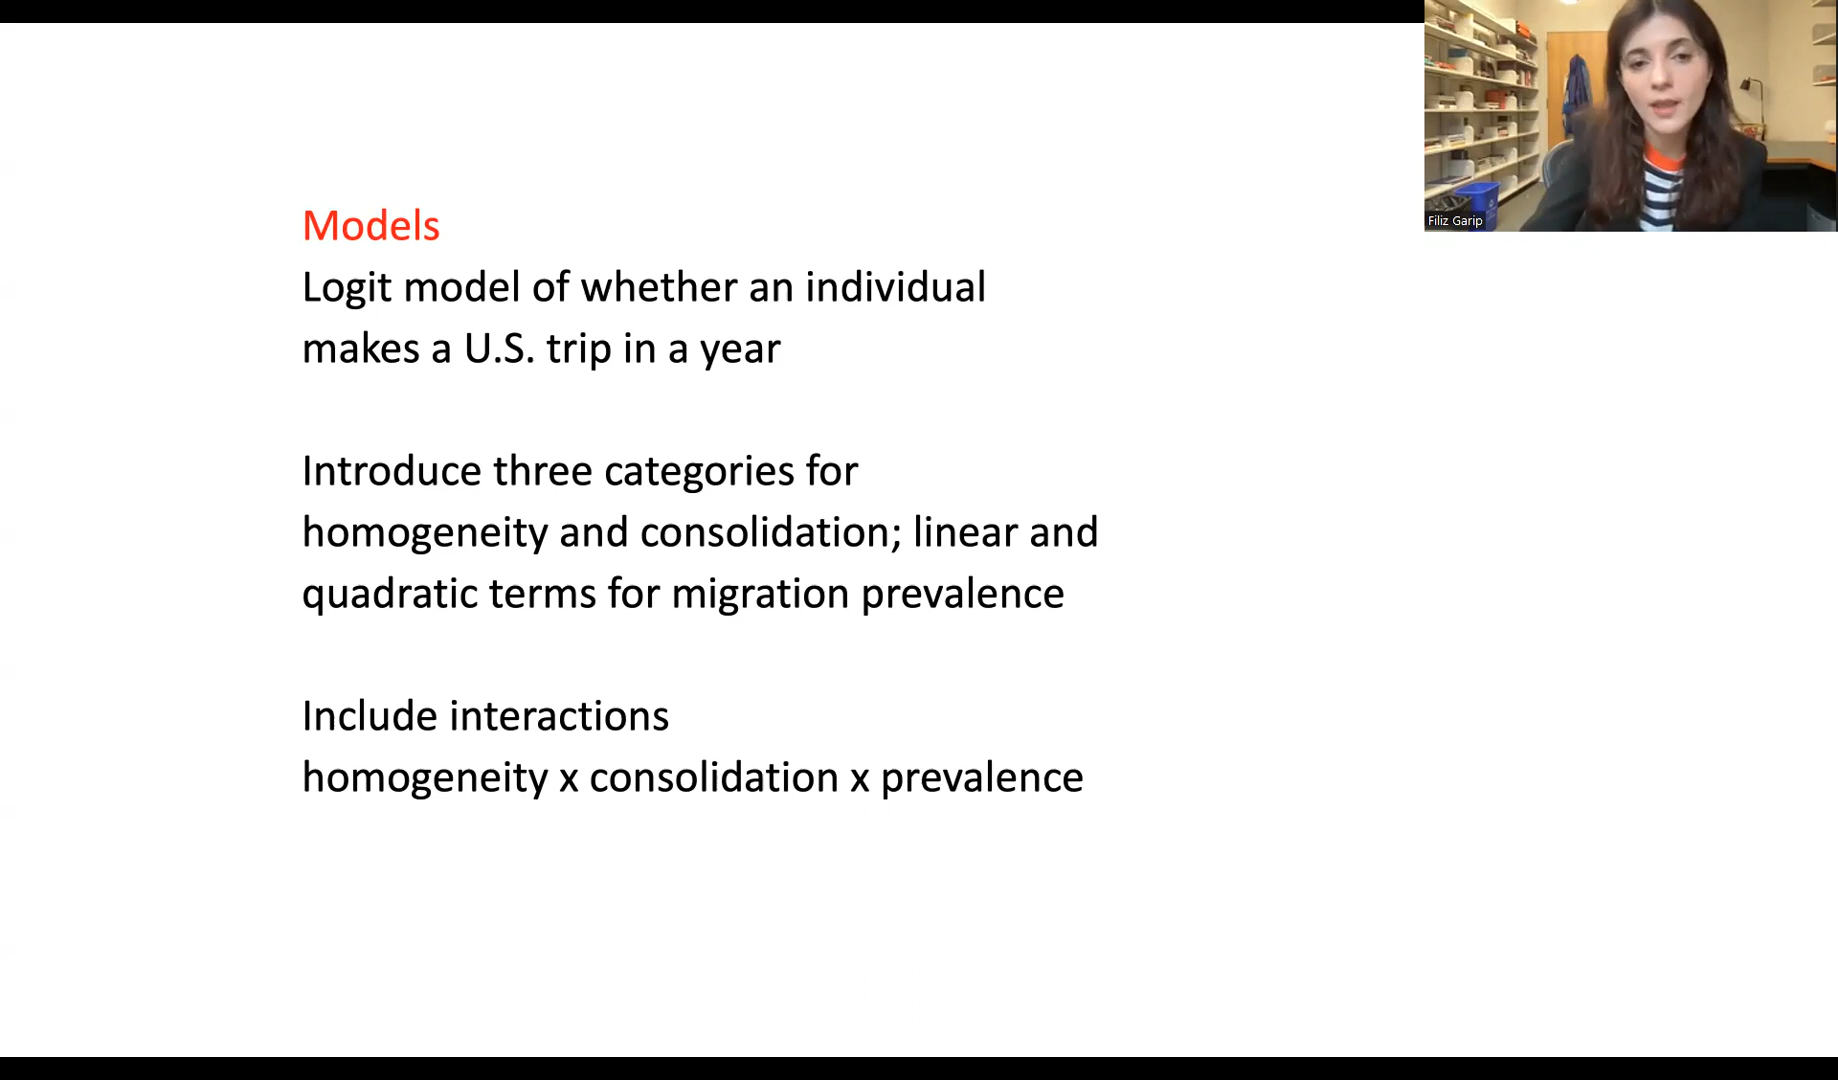 Models
Logit model of whether an individual
makes a U.S. trip in a year
Introduce three categories for
homogeneity and consolidation; linear and
quadratic terms for migration prevalence
Include interactions
homogeneity x consolidation x prevalence
Filiz Garip